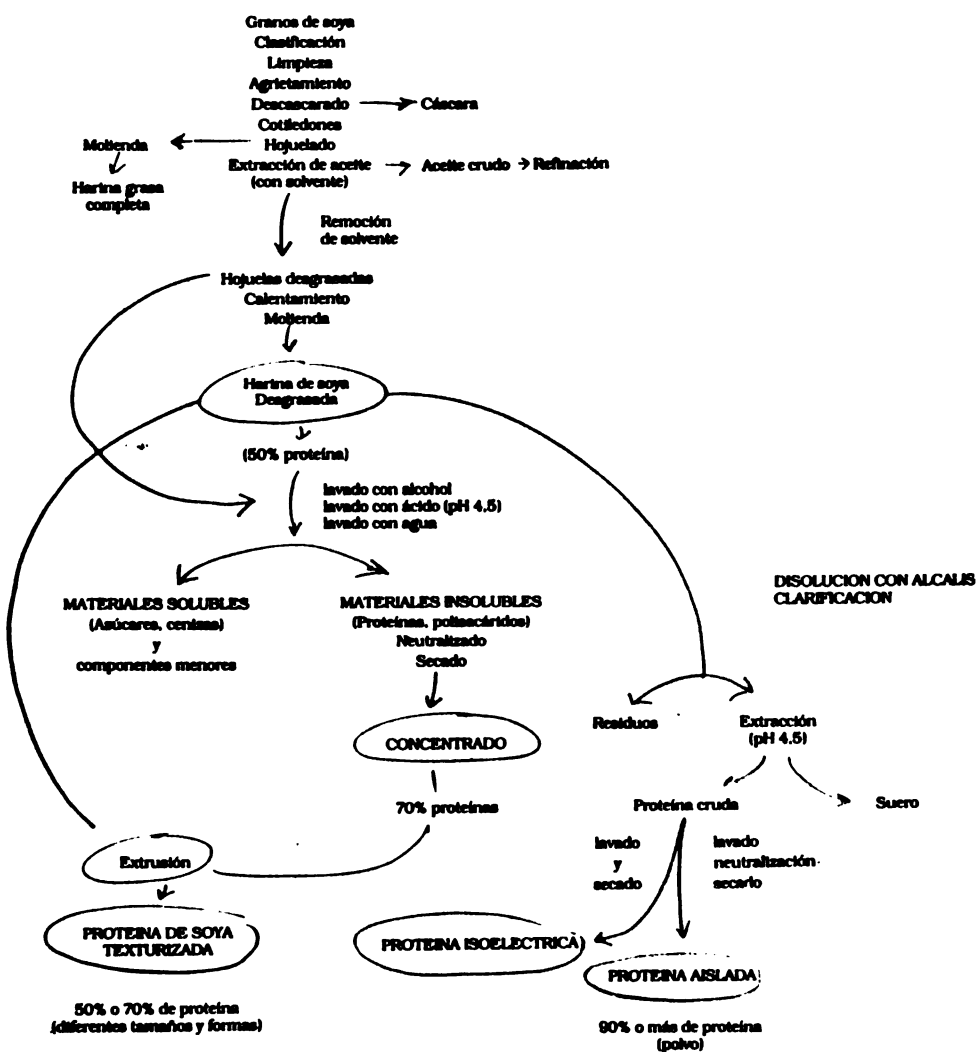 Granos de soya
Clasificación
Limpieza
Agrietamiento
Descascarado
Cáscara
Cotiledones
Hojuelado
Molienda
Harina grasa
completa
Extracción de aceite
(con solvente)
Aceite crudo
Refinación
Remoción
de solvente
Hojuelas desgrasadas
Calentamiento
Molienda
Harina de soya
Desgrasada
(50% proteína)
lavado con alcohol
lavado con ácido (pH 4,5)
lavado con agua
MATERIALES SOLUBLES
(Azúcares, cenizas)
y
componentes menores
MATERIALES INSOLUBLES
(Proteínas, polisacáridos)
Neutralizado
Secado
DISOLUCION CON ALCALIS
CLARIFICACION
Residuos
Extracción
(pH 4,5)
CONCENTRADO
70% proteínas
Proteína cruda
Suero
lavado
y
secado
lavado
neutralización
secado
Extrusión
PROTEINA DE SOYA
TEXTURIZADA
PROTEINA ISOELECTRICA
PROTEINA AISLADA
50% o 70% de proteína
(diferentes tamaños y formas)
90% o más de proteína
(polvo)